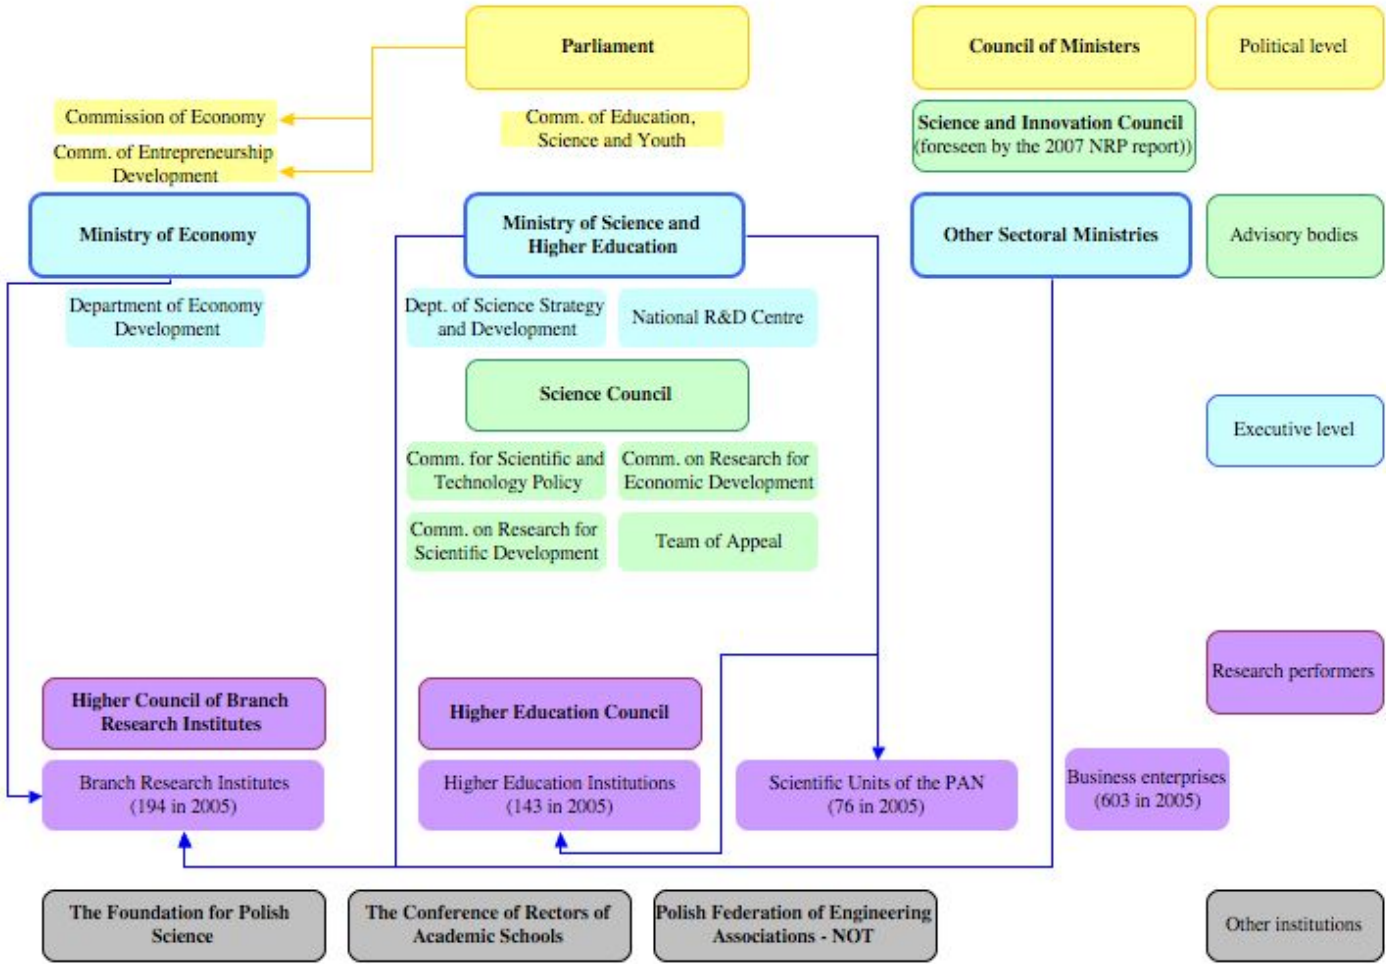 Parliament
Council of Ministers
Political level
Commission of Economy
Comm. of Education,
Science and Youth
Science and Innovation Council
(foreseen by the 2007 NRP report))
Comm. of Entrepreneurship
Development
Ministry of Economy
Ministry of Science and
Higher Education
Other Sectoral Ministries
Advisory bodies
Department of Economy
Development
Dept. of Science Strategy
and Development
National R&D Centre
Science Council
Executive level
Comm. for Scientific and
Technology Policy
Comm. on Research for
Economic Development
Comm. on Research for
Scientific Development
Team of Appeal
Research performers
Higher Council of Branch
Research Institutes
Higher Education Council
Branch Research Institutes
(194 in 2005)
Higher Education Institutions
(143 in 2005)
Scientific Units of the PAN
(76 in 2005)
Business enterprises
(603 in 2005)
The Foundation for Polish
Science
The Conference of Rectors of
Academic Schools
Polish Federation of Engineering
Associations - NOT
Other institutions